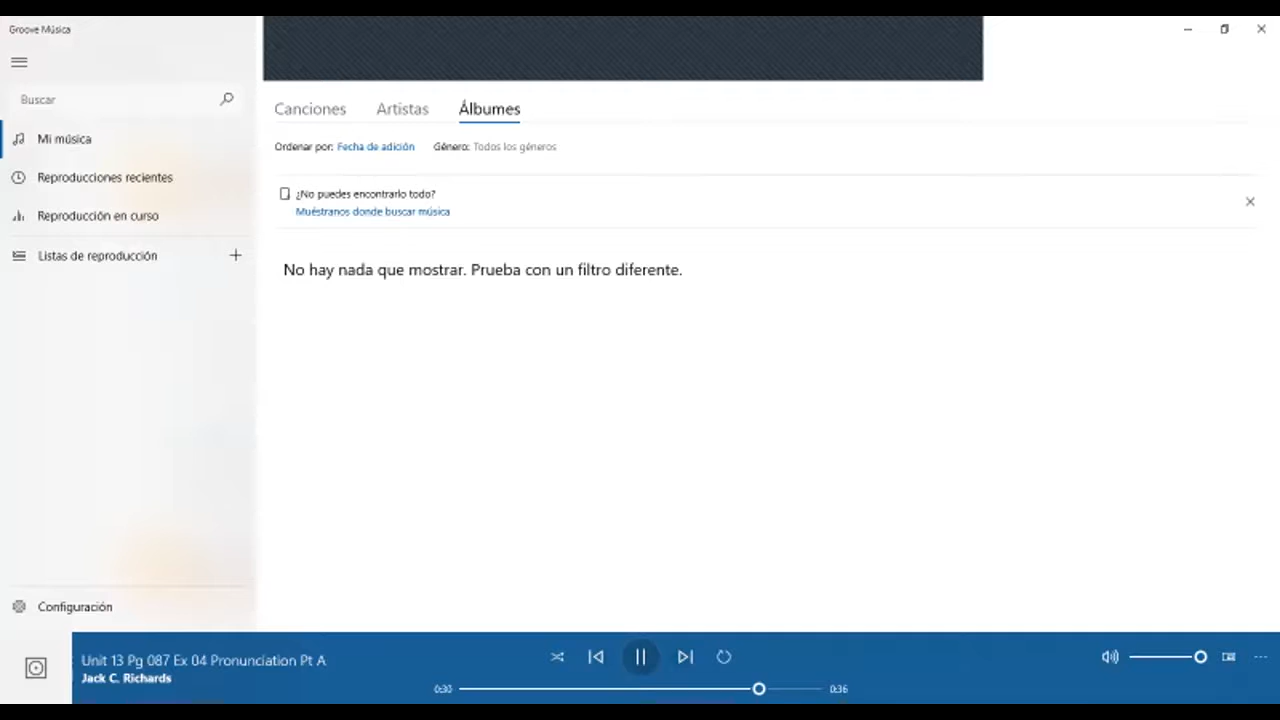 Groove Música
Buscar
Mi música
Reproducciones recientes
Reproducción en curso
Listas de reproducción
Configuración
Canciones Artistas Álbumes
Ordenar por: Fecha de adición Género: Todos los géneros
¿No puedes encontrarlo todo?
Muéstranos donde buscar música
No hay nada que mostrar. Prueba con un filtro diferente.
Unit 13 Pg 087 Ex 04 Pronunciation Pt A
Jack C. Richards
0:30 0:36